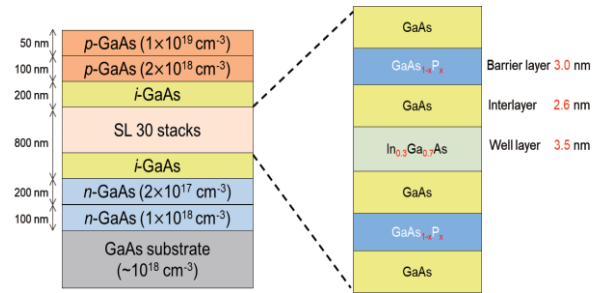 50 nm
p-GaAs (1×10¹⁹ cm⁻³)
100 nm
p-GaAs (2×10¹⁸ cm⁻³)
200 nm
i-GaAs
SL 30 stacks
800 nm
i-GaAs
200 nm
n-GaAs (2×10¹⁷ cm⁻³)
100 nm
n-GaAs (1×10¹⁸ cm⁻³)
GaAs substrate
(~10¹⁸ cm⁻³)
GaAs
GaAs₁₋ₓPₓ
Barrier layer 3.0 nm
GaAs
Interlayer 2.6 nm
In₀.₃Ga₀.₇As
Well layer 3.5 nm
GaAs
GaAs₁₋ₓPₓ
GaAs